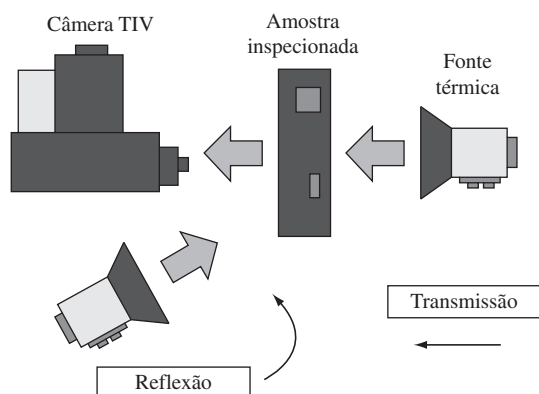 Câmera TIV
Amostra
inspecionada
Fonte
térmica
Transmissão
Reflexão